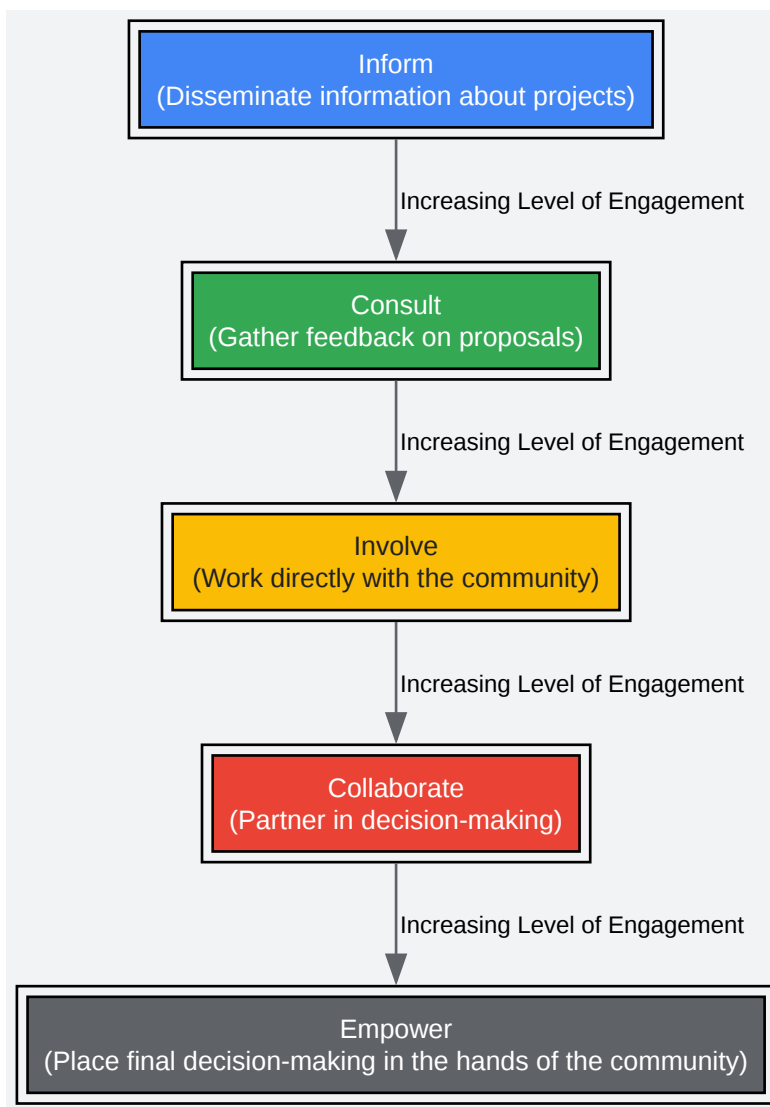 Inform
(Disseminate information about projects)
Increasing Level of Engagement
Consult
(Gather feedback on proposals)
Increasing Level of Engagement
Involve
(Work directly with the community)
Increasing Level of Engagement
Collaborate
(Partner in decision-making)
Increasing Level of Engagement
Empower
(Place final decision-making in the hands of the community)